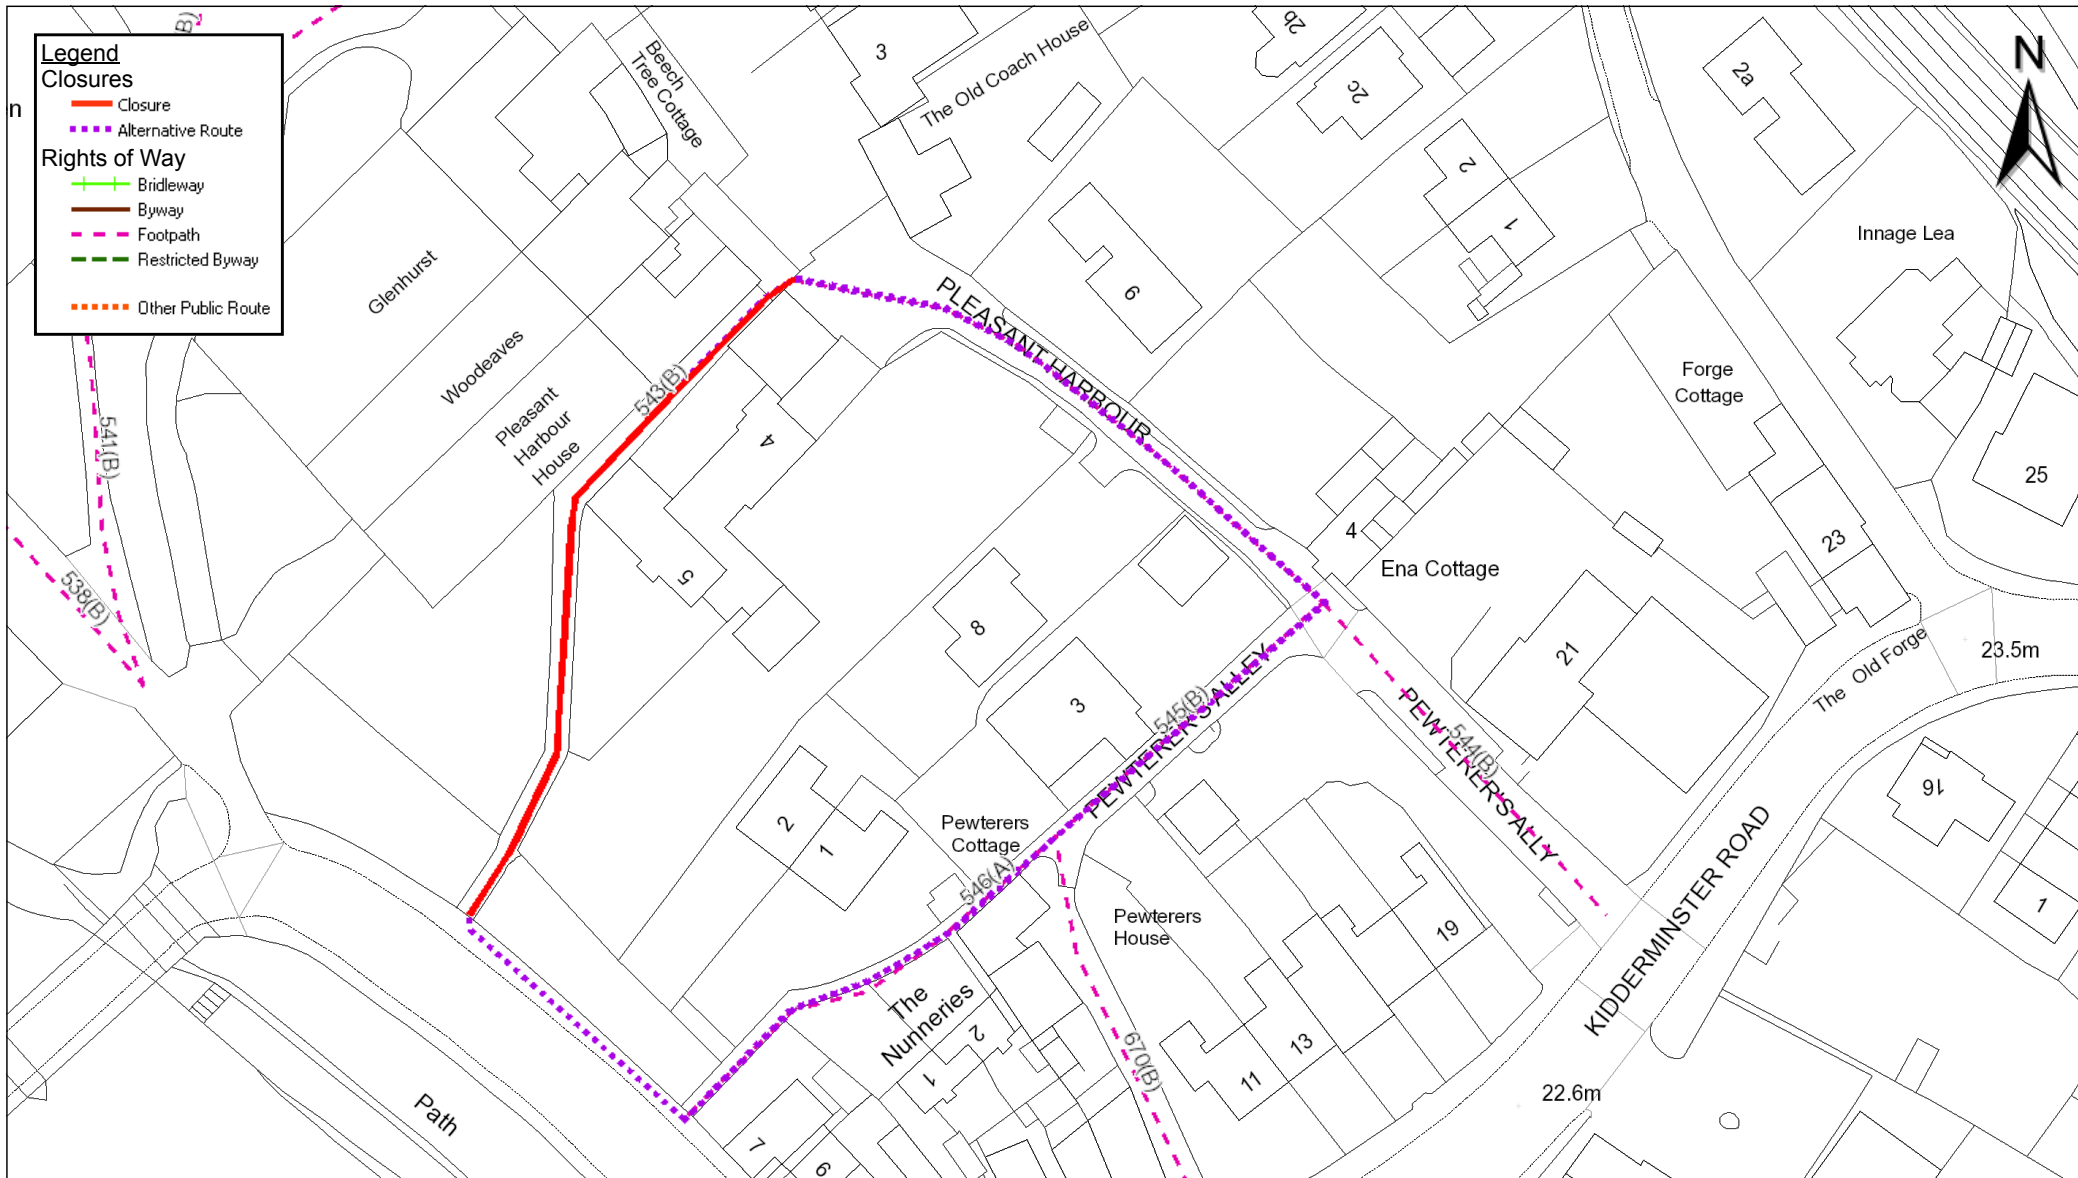 Legend
Closures
Closure
Alternative Route
Rights of Way
Bridleway
Byway
Footpath
Restricted Byway
Other Public Route
B)
n
N
Beech
Tree Cottage
3
The Old Coach House
2b
2c
2a
2
1
Innage Lea
Glenhurst
Woodeaves
Pleasant
Harbour
House
543(B)
PLEASANT HARBOUR
9
4
5
541(B)
538(B)
Forge
Cottage
25
23
4
Ena Cottage
21
The Old Forge
23.5m
8
3
545(B)
PEWTERER'S ALLEY
544(B)
PEWTERER'S ALLY
2
1
Pewterers
Cottage
546(A)
Pewterers
House
The
Nunneries
2
1
670(B)
19
13
11
KIDDERMINSTER ROAD
16
1
22.6m
Path
7
6